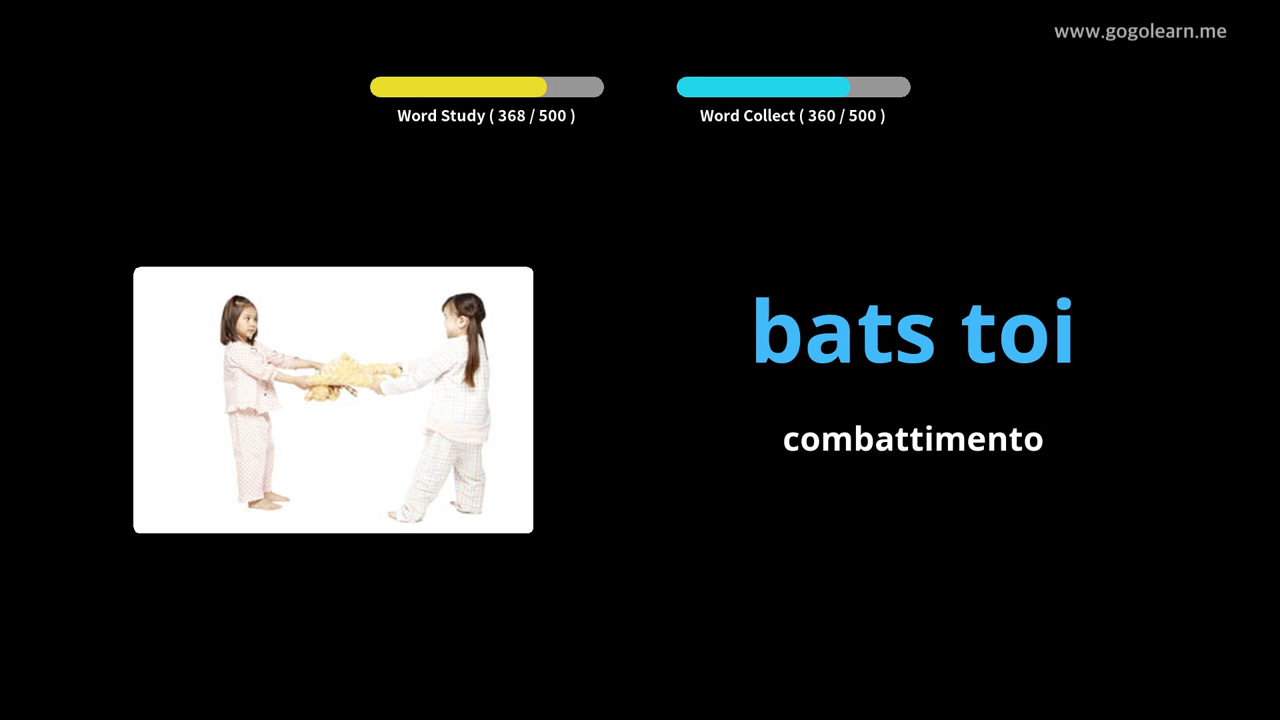 www.gogolearn.me
Word Study ( 368 / 500 )
Word Collect ( 360 / 500 )
bats toi
combattimento